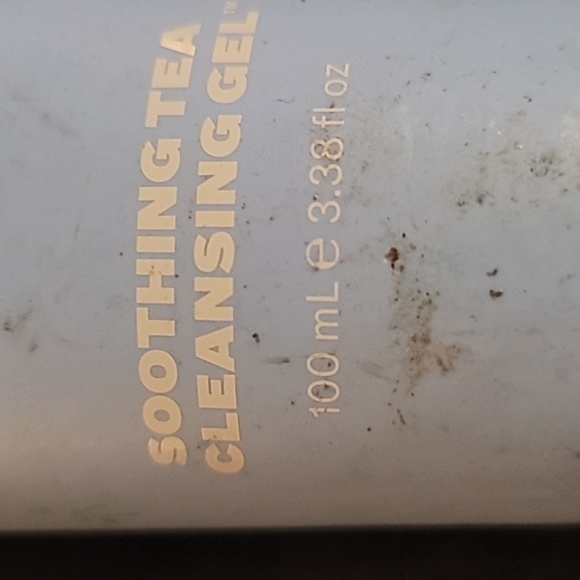 SOOTHING TEA
CLEANSING GEL™
100 mL e 3.38 fl oz